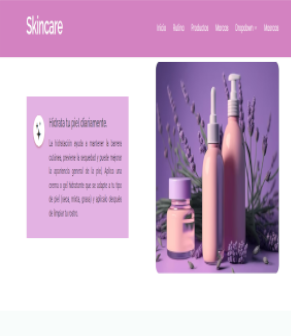 Skincare
Inicio Rutina Productos Marcas Dropdown
Hidrata tu piel diariamente.
La hidratación ayuda a mantener la barrera
cutánea, previene la sequedad y puede mejorar
la apariencia general de la piel. Aplica una
crema o gel hidratante que se adapte a tu tipo
de piel (seca, mixta, grasa) y aplícalo después
de limpiar tu rostro.